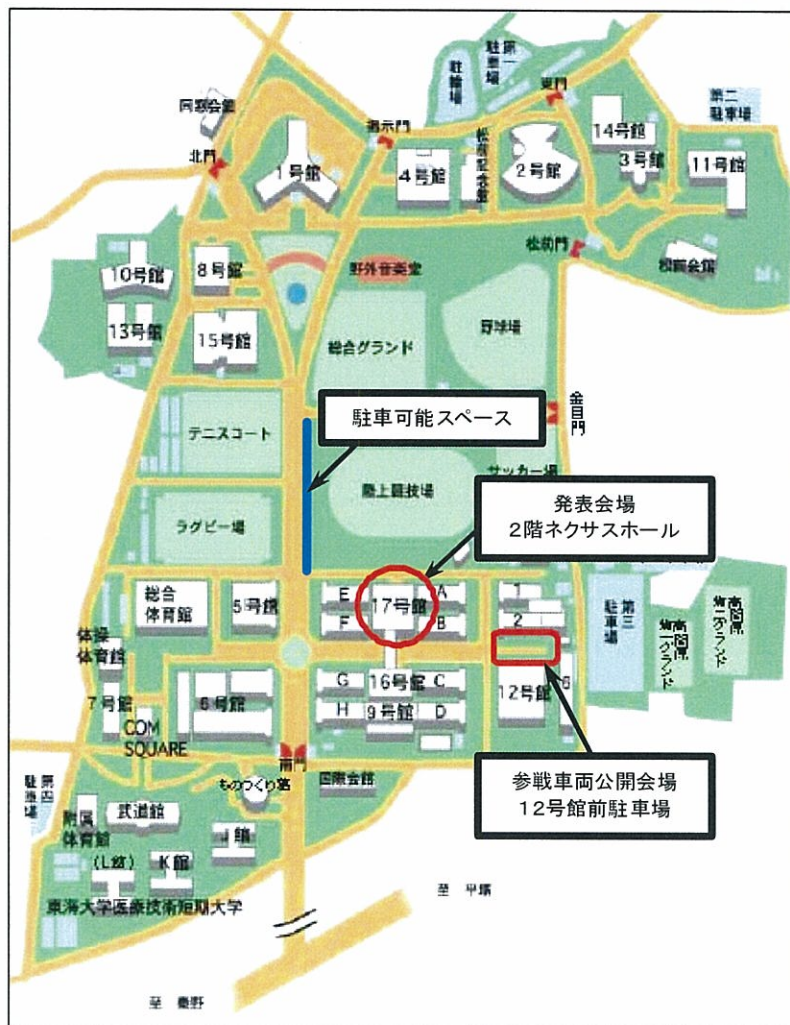 同窓会館
北門
1号館
掲示門
4号館
松前記念館
駐輪場
第一
駐車場
東門
2号館
14号館
3号館
第二
駐車場
11号館
松前門
松前会館
10号館
8号館
13号館
15号館
野外音楽堂
総合グランド
野球場
金目門
テニスコート
駐車可能スペース
サッカー場
陸上競技場
ラグビー場
発表会場
2階ネクサスホール
総合
体育館
5号館
E
F
17号館
A
B
1
2
第三
駐車場
高沼原
第一グランド
体操
体育館
7号館
COM
SQUARE
6号館
G
H
16号館
9号館
C
D
12号館
6
南門
ものつくり館
国際会館
参戦車両公開会場
12号館前駐車場
第四
駐車場
附属
体育館
(L館)
武道館
K館
J館
東海大学医療技術短期大学
至 平塚
至 秦野